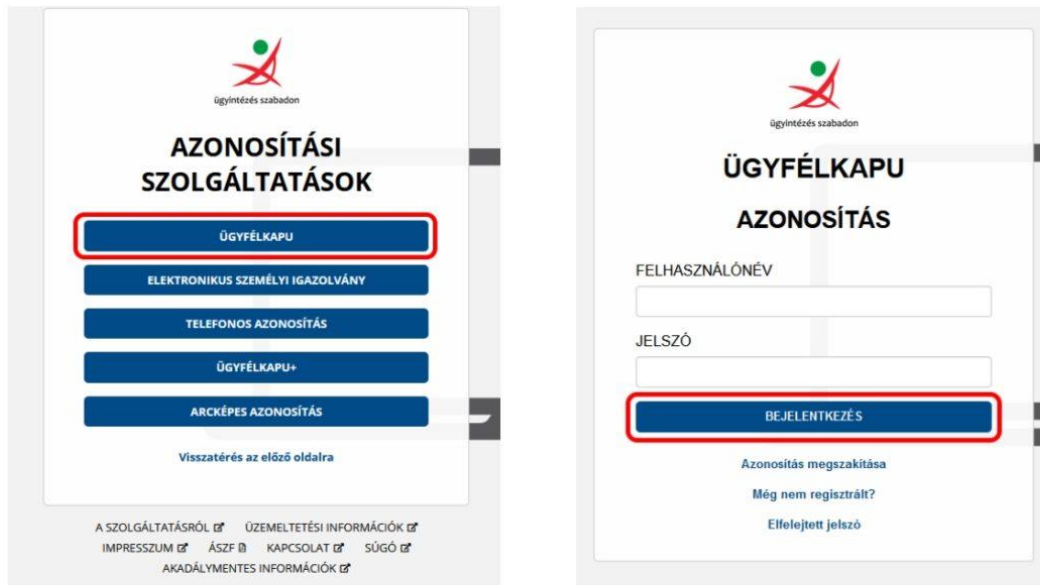 ügyintézés szabadon
AZONOSÍTÁSI
SZOLGÁLTATÁSOK
ÜGYFÉLKAPU
ELEKTRONIKUS SZEMÉLYI IGAZOLVÁNY
TELEFONOS AZONOSÍTÁS
ÜGYFÉLKAPU+
ARCKÉPES AZONOSÍTÁS
Visszatérés az előző oldalra
A SZOLGÁLTATÁSRÓL ÜZEMELTETÉSI INFORMÁCIÓK
IMPRESSZUM ÁSZF KAPCSOLAT SÚGÓ
AKADÁLYMENTES INFORMÁCIÓK
ügyintézés szabadon
ÜGYFÉLKAPU
AZONOSÍTÁS
FELHASZNÁLÓNÉV
JELSZÓ
BEJELENTKEZÉS
Azonosítás megszakítása
Még nem regisztrált?
Elfelejtett jelszó